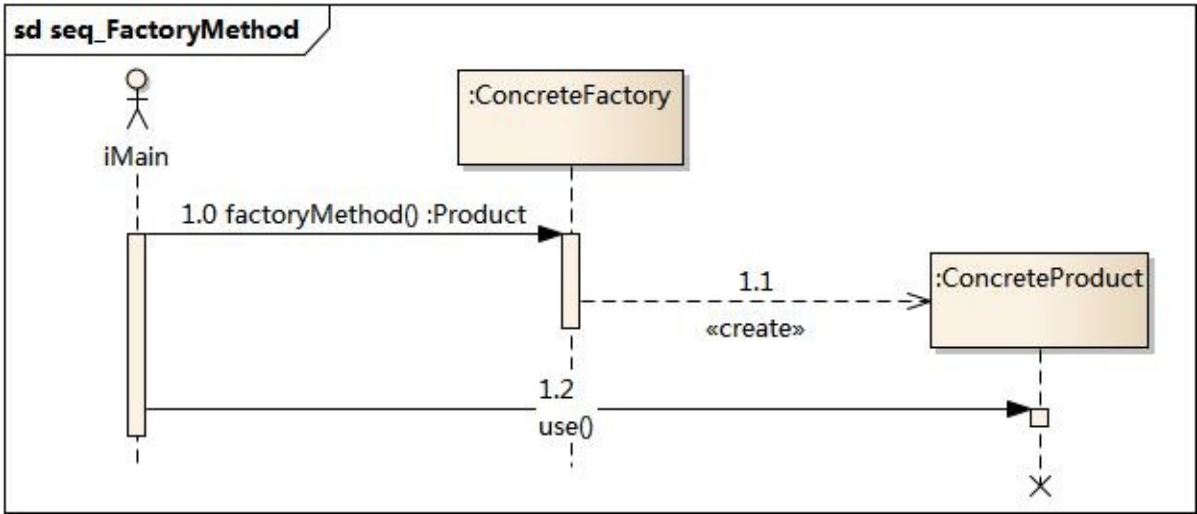 sd seq_FactoryMethod
:ConcreteFactory
iMain
1.0 factoryMethod() :Product
:ConcreteProduct
1.1
«create»
1.2
use()